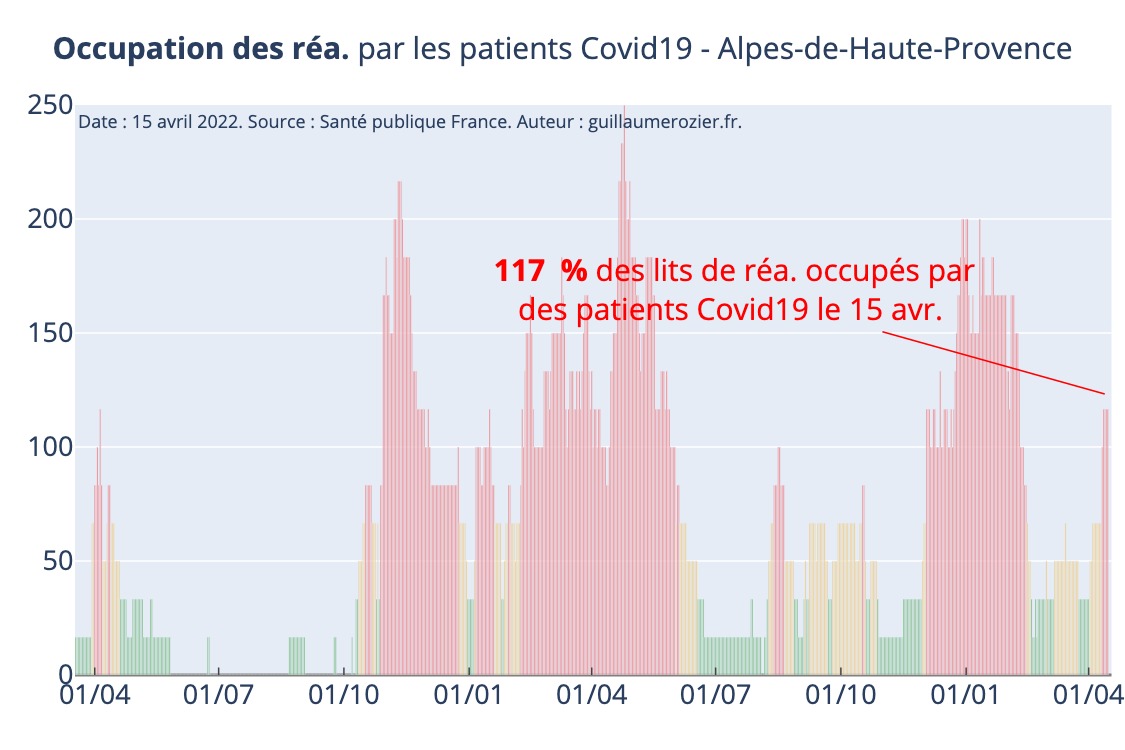 Occupation des réa. par les patients Covid19 - Alpes-de-Haute-Provence
250
Date : 15 avril 2022. Source : Santé publique France. Auteur : guillaumerozier.fr.
200
117 % des lits de réa. occupés par
des patients Covid19 le 15 avr.
150
100
50
0
01/04 01/07 01/10 01/01 01/04 01/07 01/10 01/01 01/04